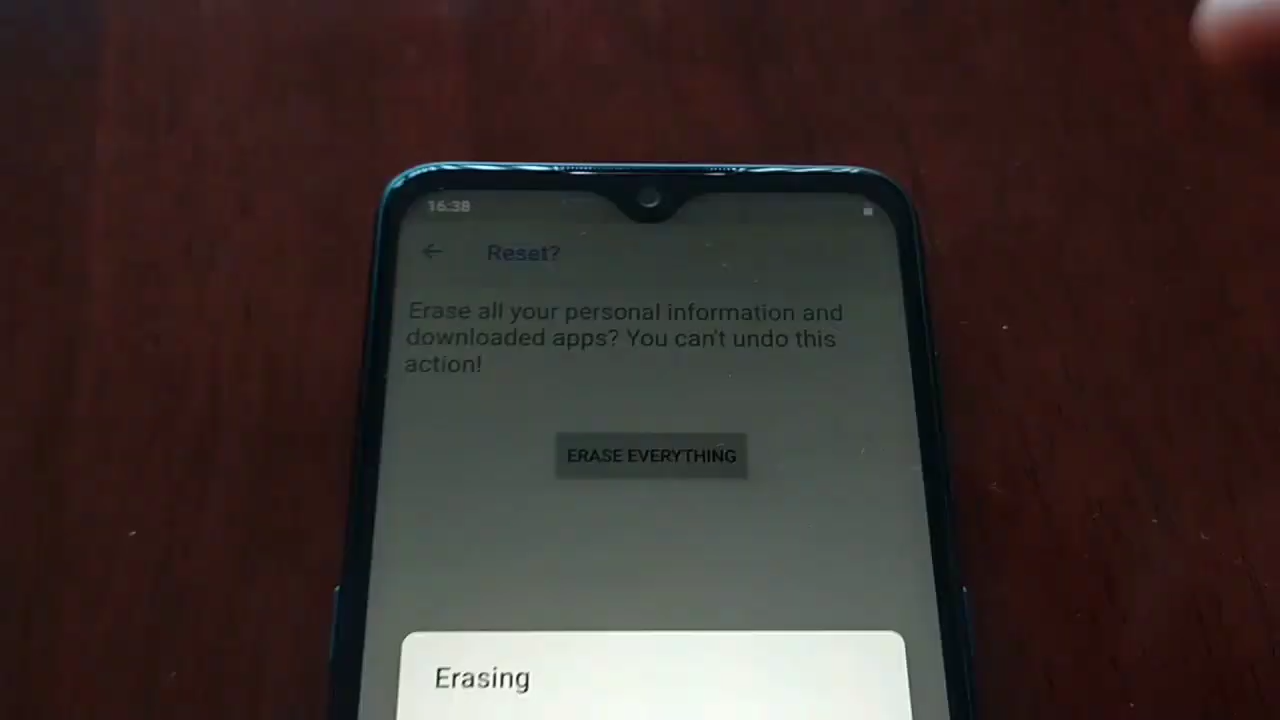 16:38
Reset?
Erase all your personal information and
downloaded apps? You can't undo this
action!
ERASE EVERYTHING
Erasing